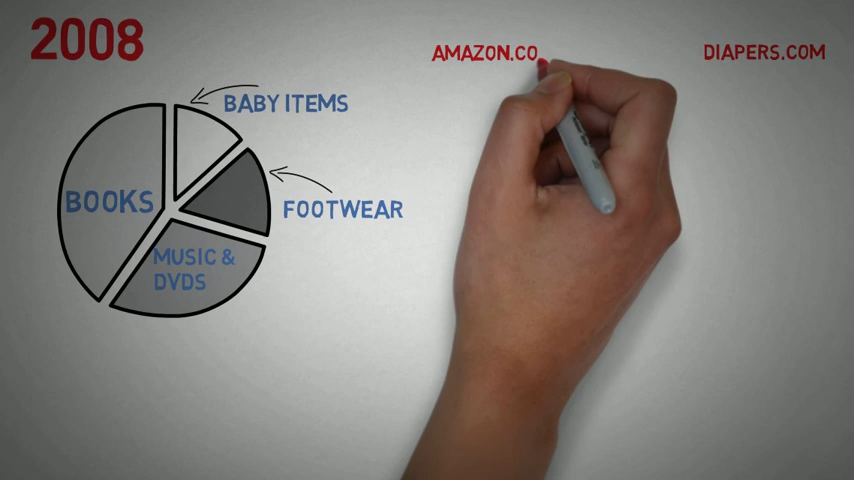 2008
AMAZON.CO
DIAPERS.COM
BABY ITEMS
BOOKS
FOOTWEAR
MUSIC &
DVDS